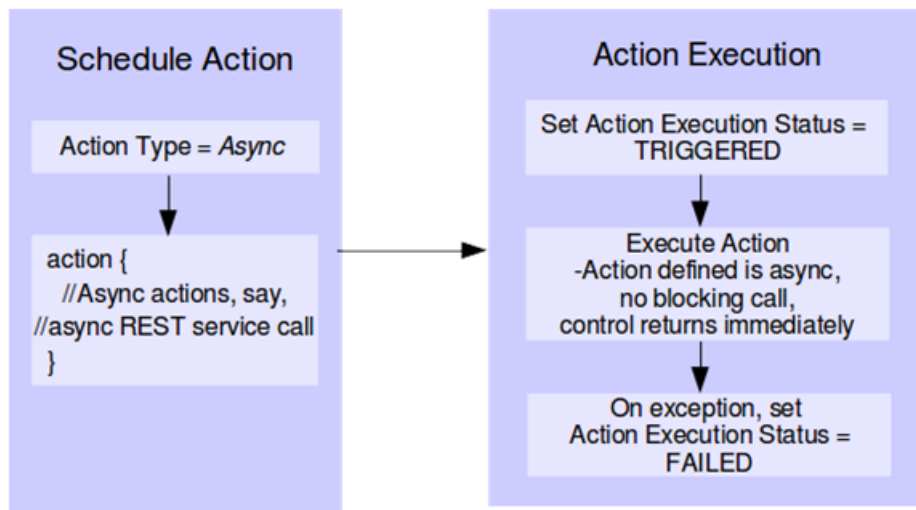 Schedule Action
Action Type = Async
action {
//Async actions, say,
//async REST service call
}
Action Execution
Set Action Execution Status =
TRIGGERED
Execute Action
-Action defined is async,
no blocking call,
control returns immediately
On exception, set
Action Execution Status =
FAILED